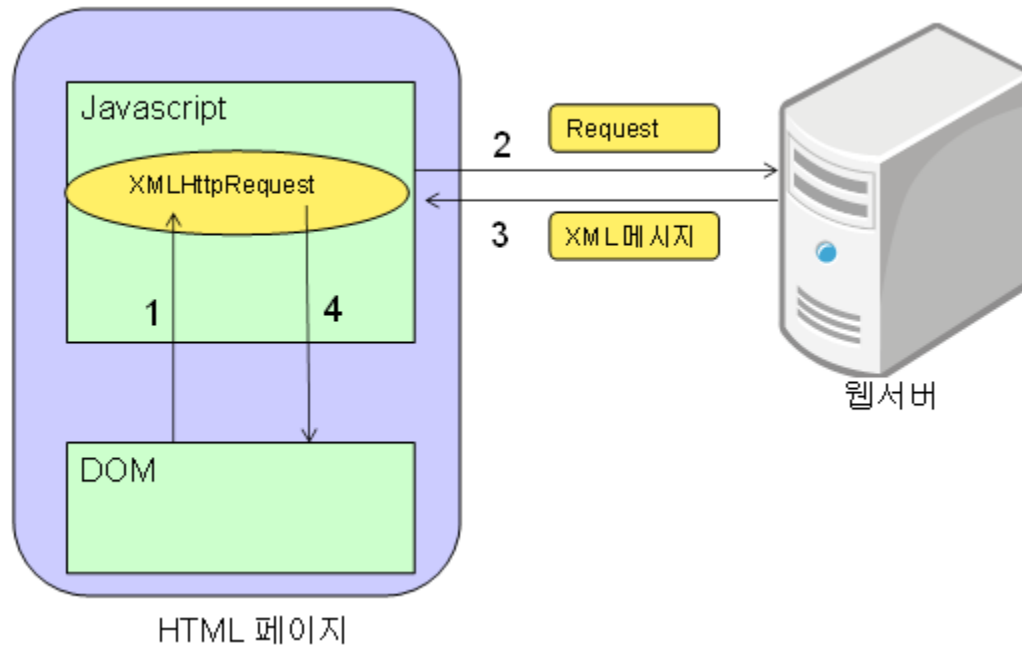 Javascript
XMLHttpRequest
1
4
DOM
HTML 페이지
2
Request
3
XML메시지
웹서버